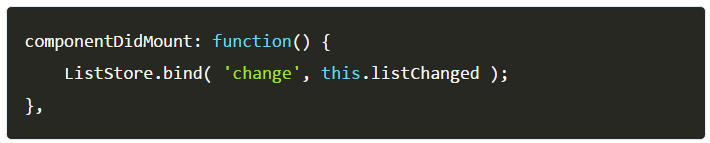 componentDidMount: function() {
    ListStore.bind( 'change', this.listChanged );
},